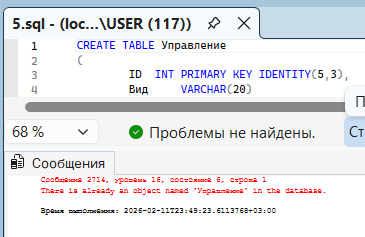 5.sql - (loc...\USER (117))
1 CREATE TABLE Управление
2 (
3 ID INT PRIMARY KEY IDENTITY(5,3),
4 Вид VARCHAR(20)
П
68 % Проблемы не найдены. Ст
Сообщения
Сообщение 2714, уровень 16, состояние 6, строка 1
There is already an object named 'Управление' in the database.
Время выполнения: 2026-02-11T23:49:23.6113768+03:00